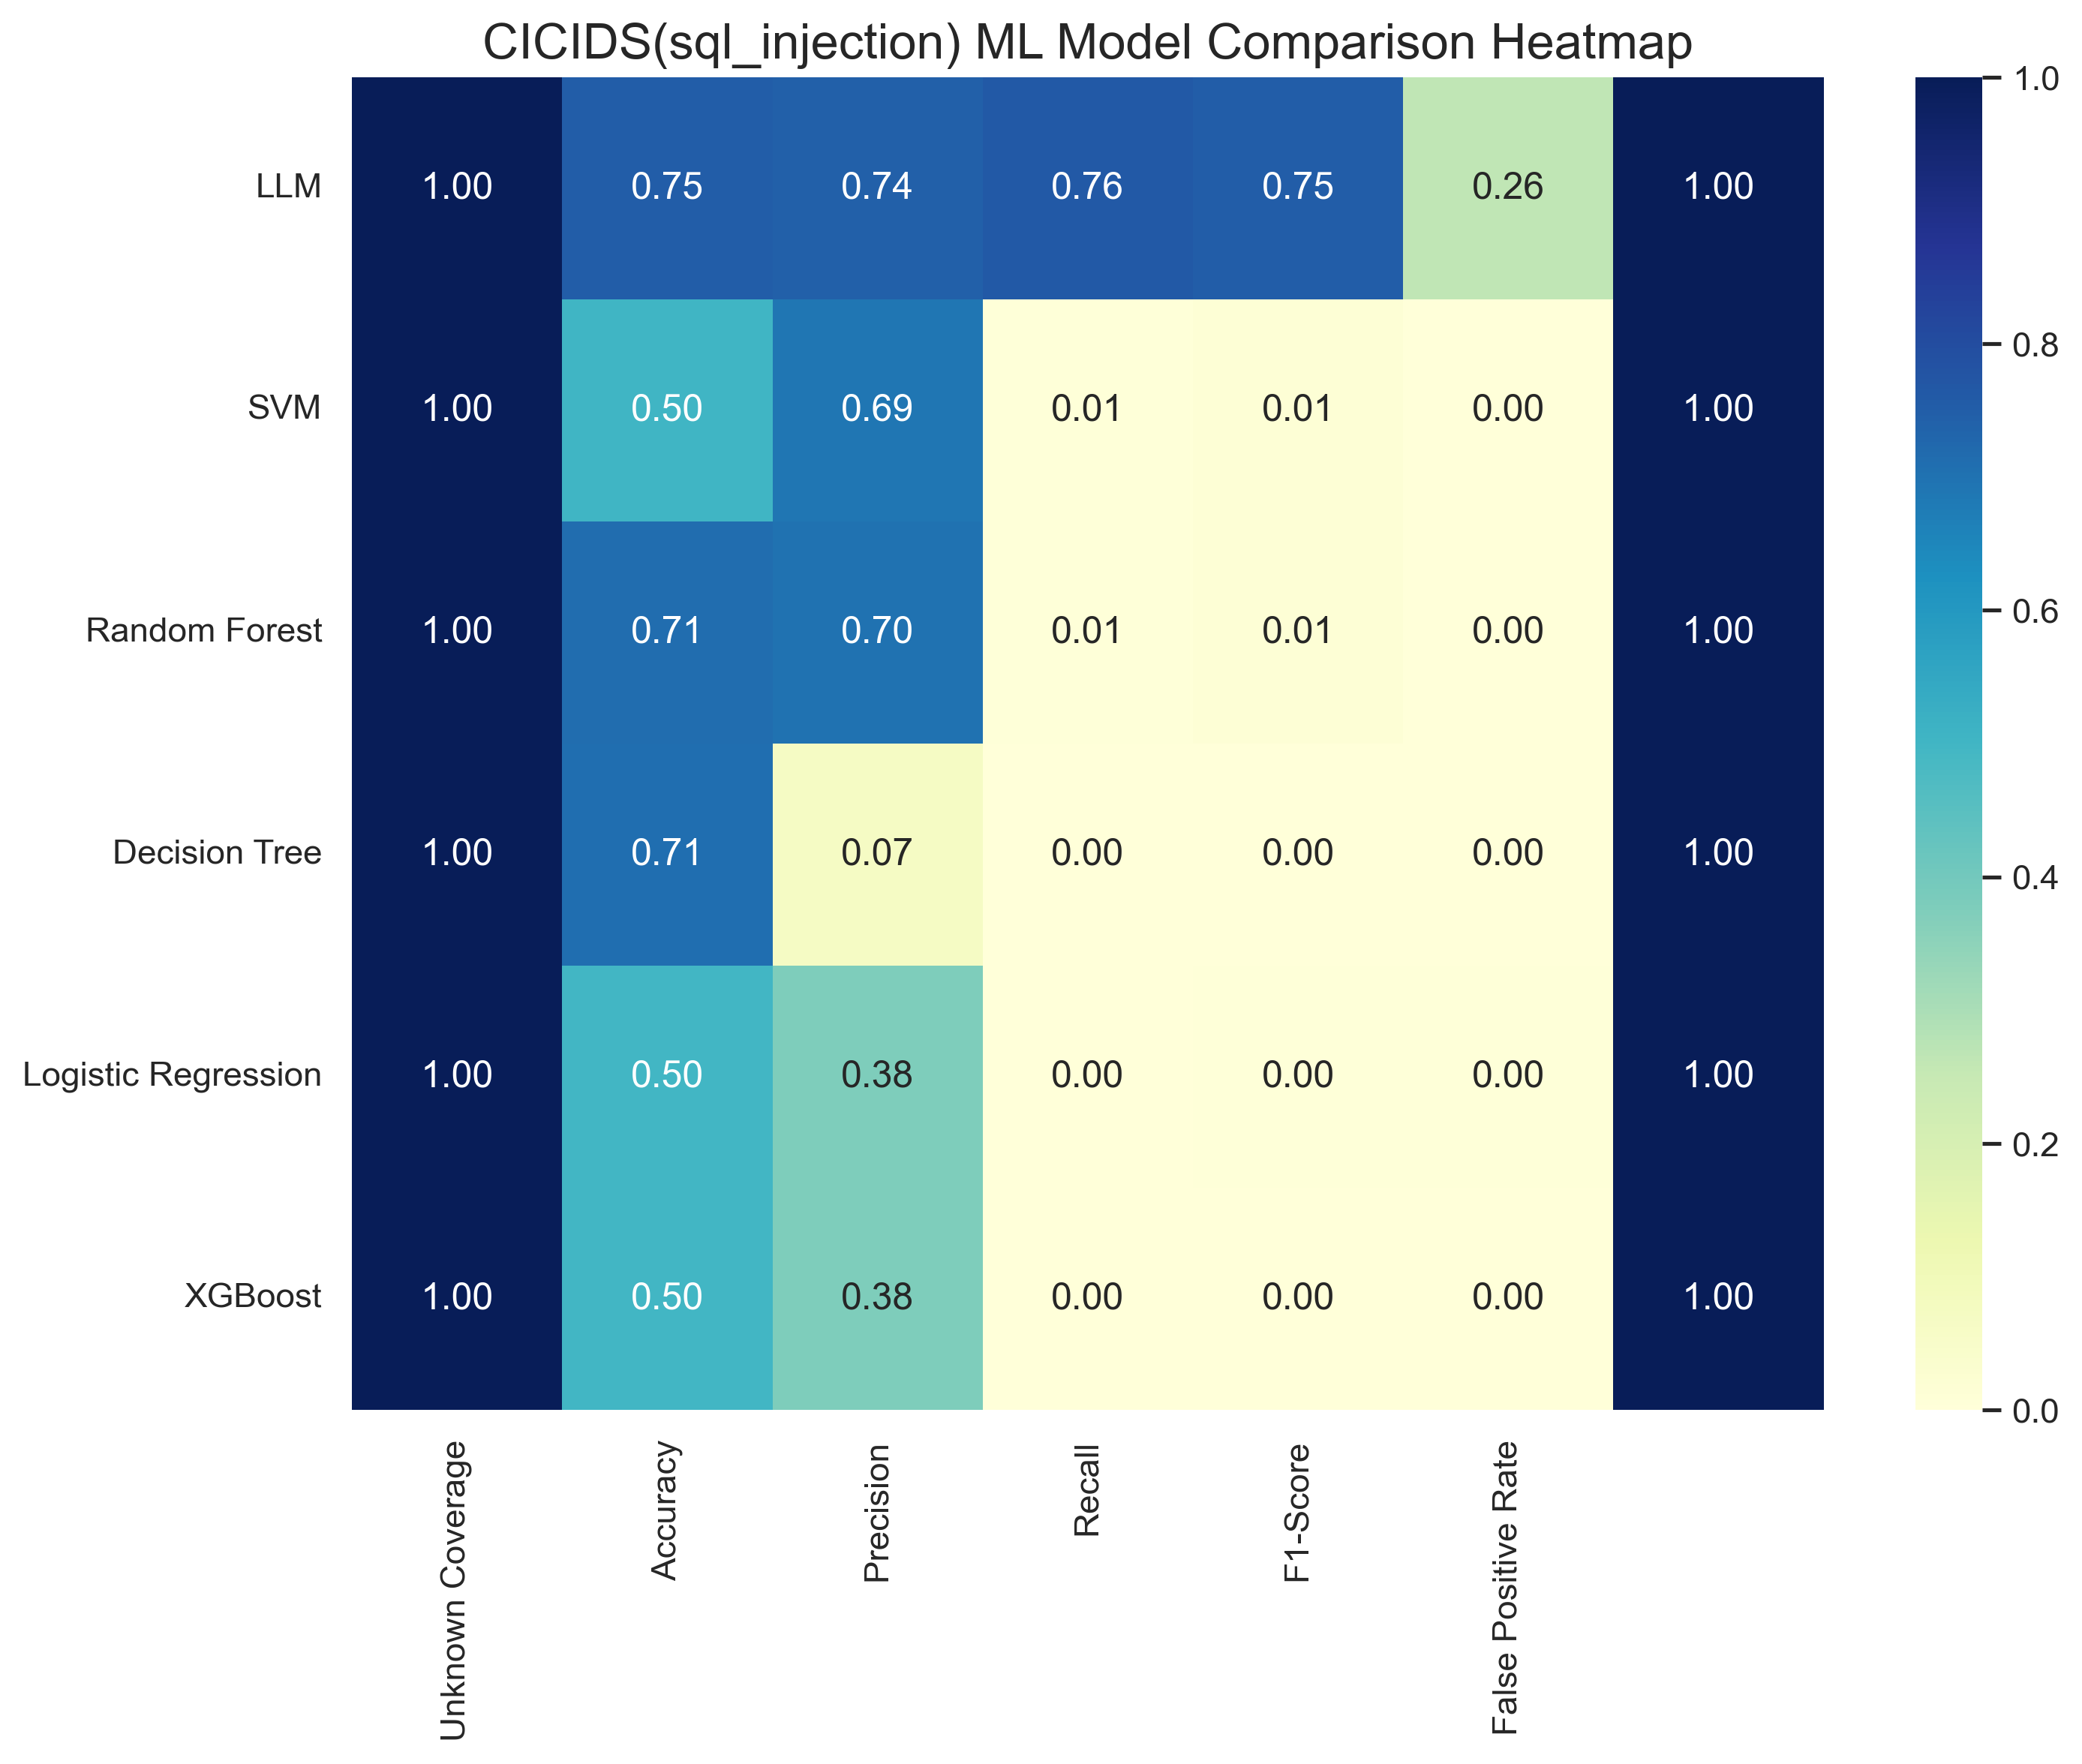 CICIDS(sql_injection) ML Model Comparison Heatmap
LLM 1.00 0.75 0.74 0.76 0.75 0.26 1.00
SVM 1.00 0.50 0.69 0.01 0.01 0.00 1.00
Random Forest 1.00 0.71 0.70 0.01 0.01 0.00 1.00
Decision Tree 1.00 0.71 0.07 0.00 0.00 0.00 1.00
Logistic Regression 1.00 0.50 0.38 0.00 0.00 0.00 1.00
XGBoost 1.00 0.50 0.38 0.00 0.00 0.00 1.00
Unknown Coverage
Accuracy
Precision
Recall
F1-Score
False Positive Rate
1.0
0.8
0.6
0.4
0.2
0.0